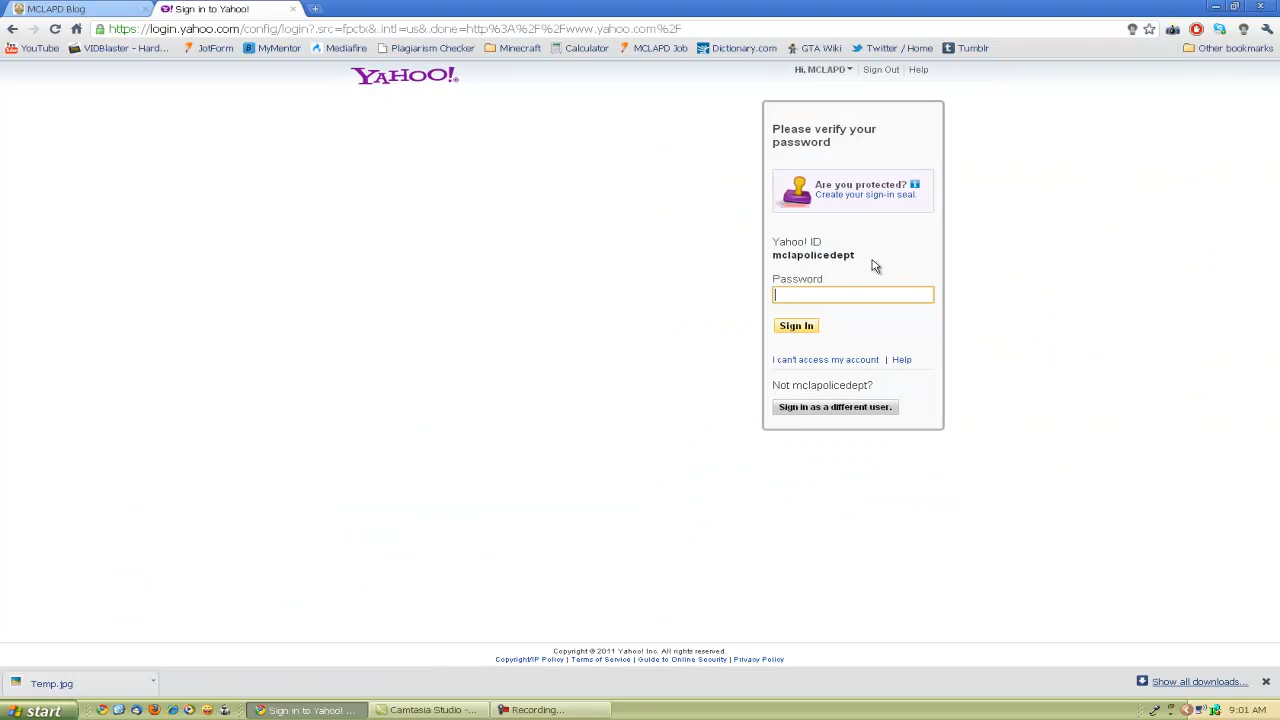 MCLAPD Blog
Sign in to Yahoo!
https://login.yahoo.com/config/login?.src=fpctx&.intl=us&.done=http%3A%2F%2Fwww.yahoo.com%2F
YouTube
VIDBlaster - Hard...
JotForm
MyMentor
Mediafire
Plagiarism Checker
Minecraft
Calculator
MCLAPD Job
Dictionary.com
GTA Wiki
Twitter / Home
Tumblr
Other bookmarks
YAHOO!
Hi, MCLAPD
Sign Out
Help
Please verify your
password
Are you protected?
Create your sign-in seal.
Yahoo! ID
mclapolicedept
Password
Sign In
I can't access my account | Help
Not mclapolicedept?
Sign in as a different user.
Copyright © 2011 Yahoo! Inc. All rights reserved.
Copyright/IP Policy | Terms of Service | Guide to Online Security | Privacy Policy
Temp.jpg
Show all downloads...
start
Sign in to Yahoo! ...
Camtasia Studio -...
Recording...
9:01 AM